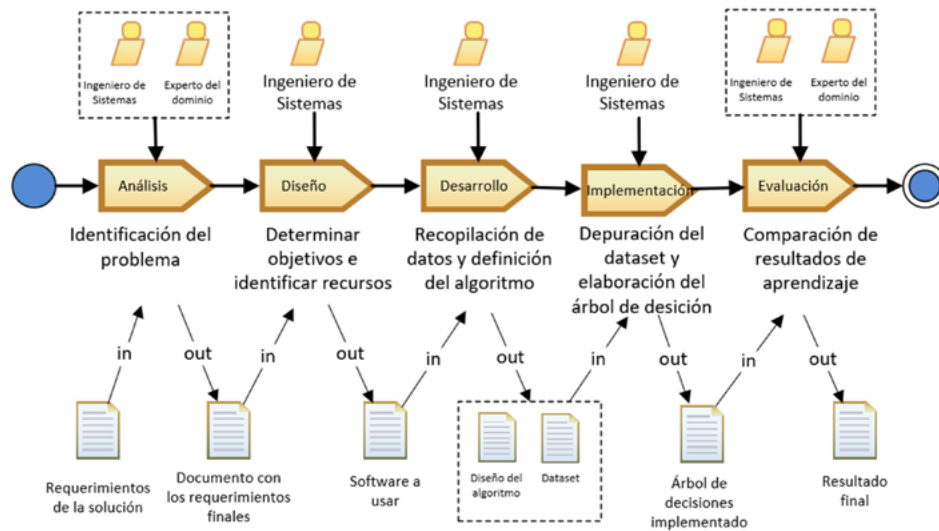 Ingeniero de
Sistemas
Experto del
dominio
Ingeniero de
Sistemas
Ingeniero de
Sistemas
Ingeniero de
Sistemas
Ingeniero de
Sistemas
Experto del
dominio
Análisis
Diseño
Desarrollo
Implementación
Evaluación
Identificación del
problema
Determinar
objetivos e
identificar recursos
Recopilación de
datos y definición
del algoritmo
Depuración del
dataset y
elaboración del
árbol de desición
Comparación de
resultados de
aprendizaje
in
out
in
out
in
out
in
out
in
out
Requerimientos
de la solución
Documento con
los requerimientos
finales
Software a
usar
Diseño del
algoritmo
Dataset
Árbol de
decisiones
implementado
Resultado
final